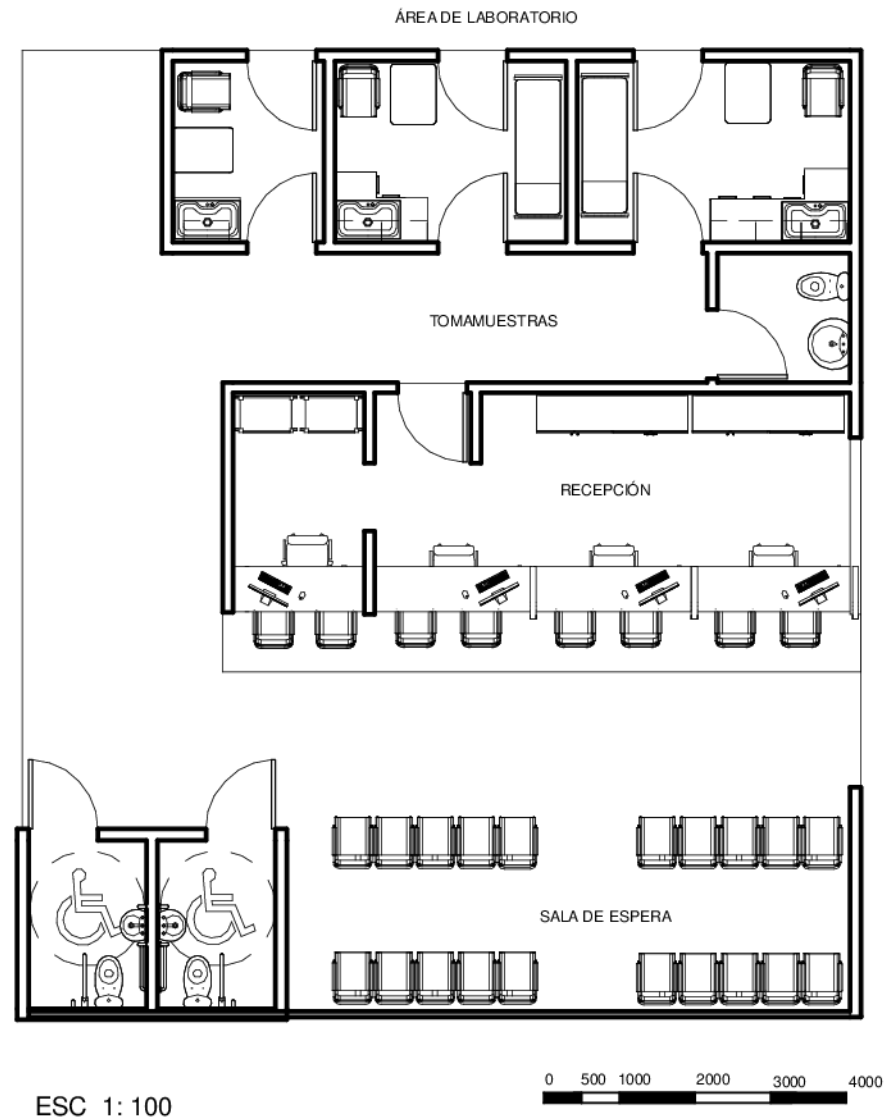 ÁREA DE LABORATORIO
TOMAMUESTRAS
RECEPCIÓN
SALA DE ESPERA
0 500 1000 2000 3000 4000
ESC 1: 100